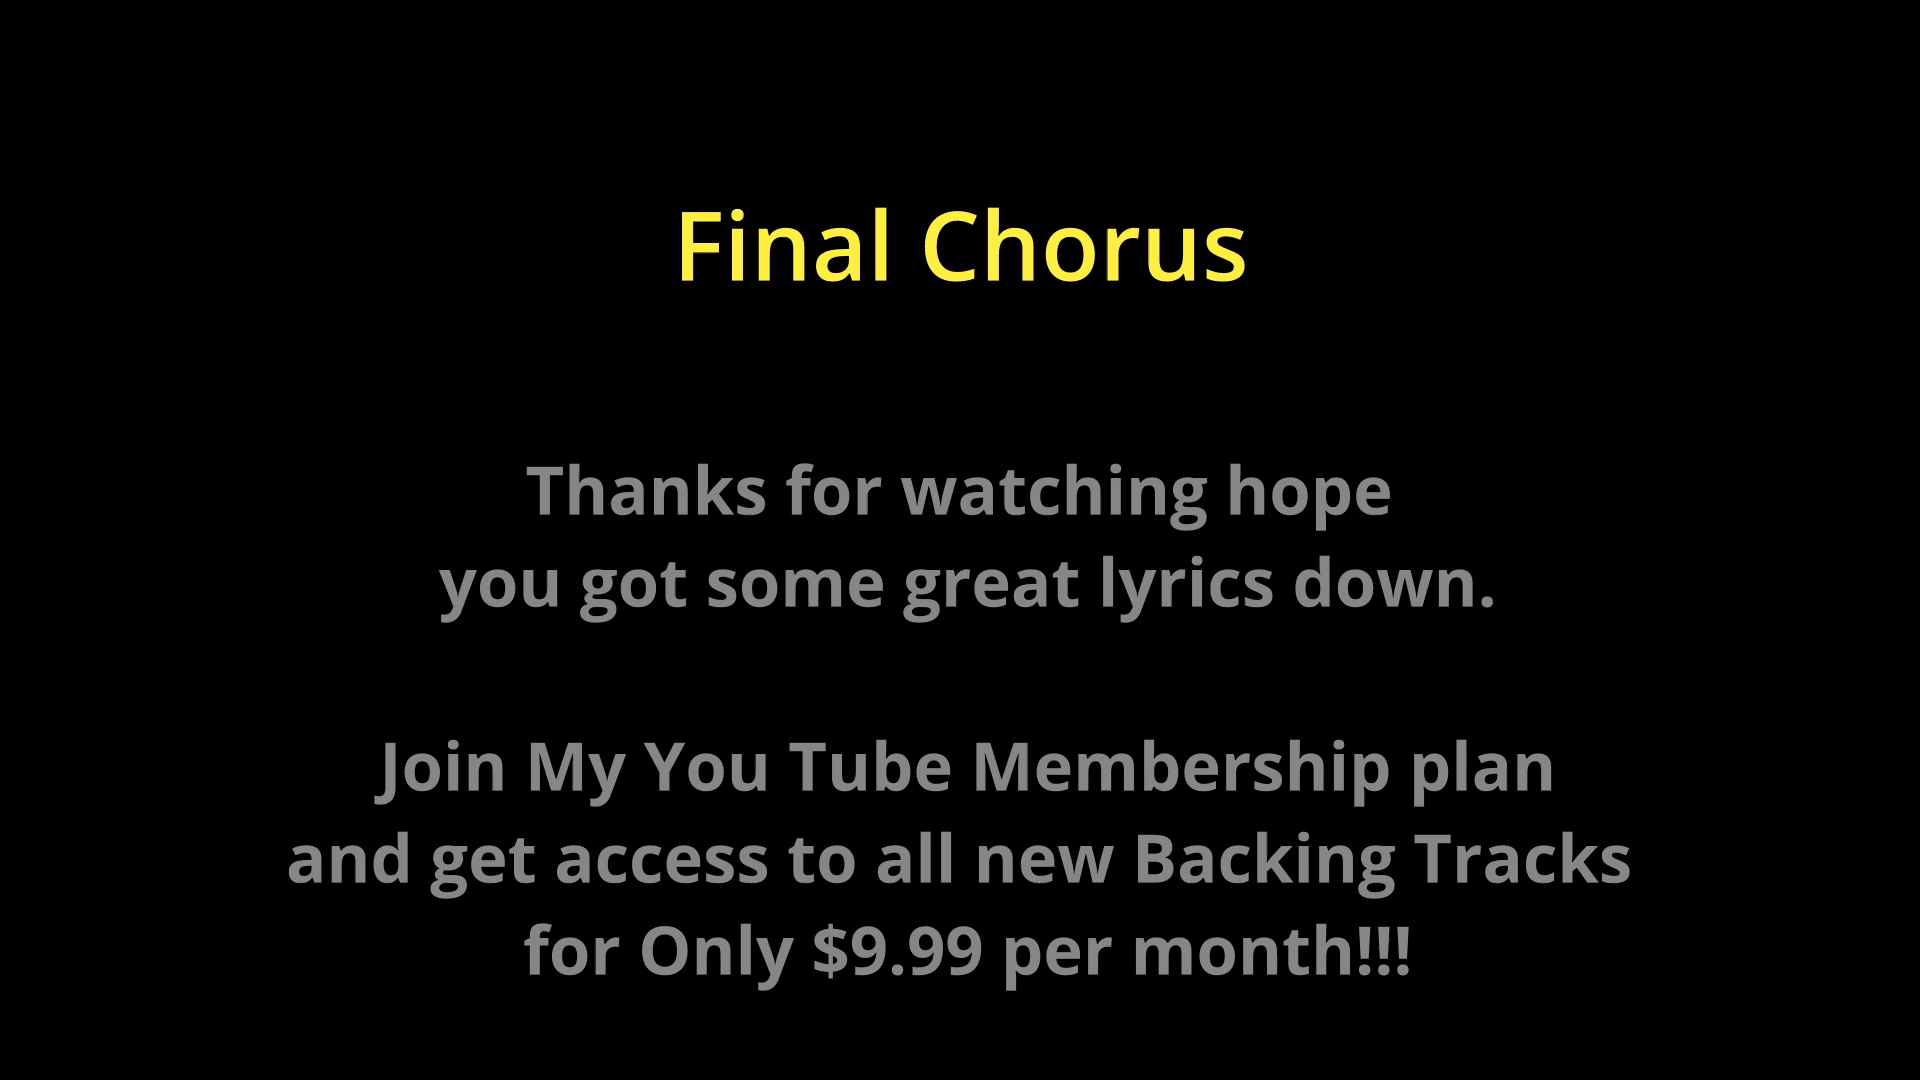 Final Chorus
Thanks for watching hope
you got some great lyrics down.
Join My You Tube Membership plan
and get access to all new Backing Tracks
for Only $9.99 per month!!!